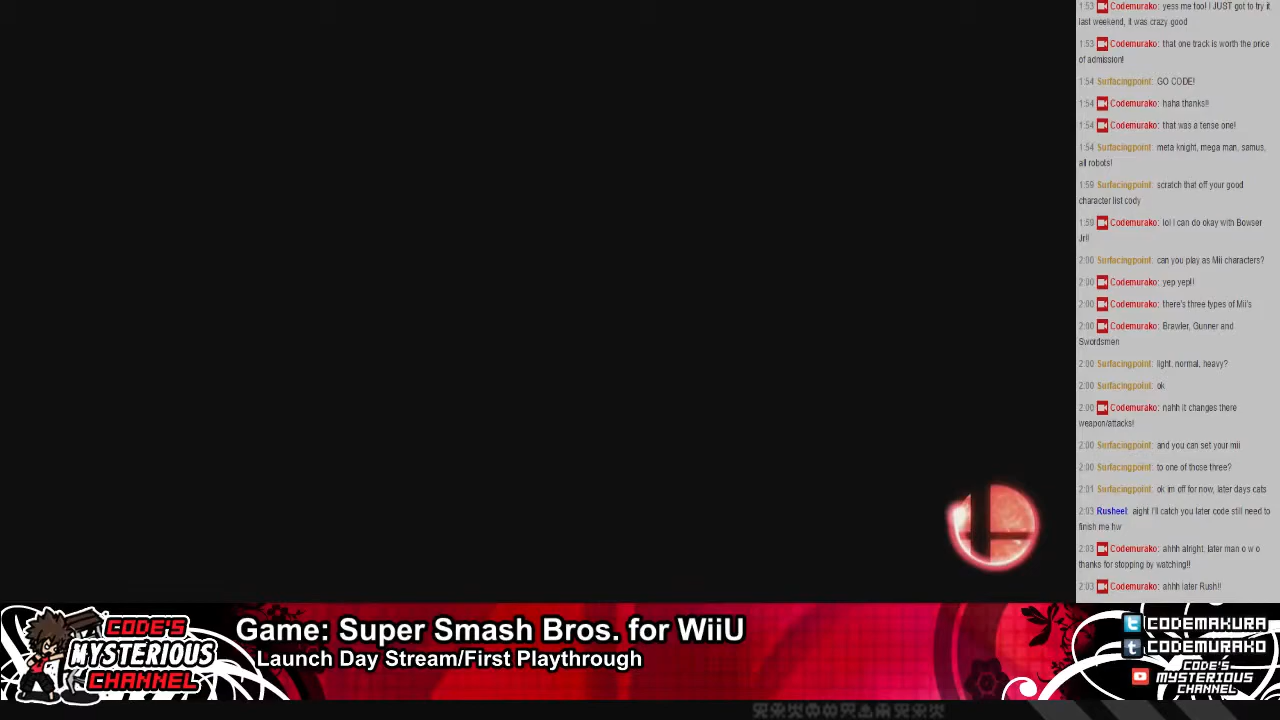 1:53 Codemurako: yess me too! I JUST got to try it
last weekend, it was crazy good
1:53 Codemurako: that one track is worth the price
of admission!
1:54 Surfacingpoint: GO CODE!
1:54 Codemurako: haha thanks!!
1:54 Codemurako: that was a tense one!
1:54 Surfacingpoint: meta knight, mega man, samus,
all robots!
1:59 Surfacingpoint: scratch that off your good
character list cody
1:59 Codemurako: lol I can do okay with Bowser
Jr!!
2:00 Surfacingpoint: can you play as Mii characters?
2:00 Codemurako: yep yep!!
2:00 Codemurako: there's three types of Mii's
2:00 Codemurako: Brawler, Gunner and
Swordsmen
2:00 Surfacingpoint: light, normal, heavy?
2:00 Surfacingpoint: ok
2:00 Codemurako: nahh it changes there
weapon/attacks!
2:00 Surfacingpoint: and you can set your mii
2:00 Surfacingpoint: to one of those three?
2:01 Surfacingpoint: ok im off for now, later days cats
2:03 Rusheel: aight I'll catch you later code still need to
finish me hw
2:03 Codemurako: ahhh alright, later man o w o
thanks for stopping by watching!!
2:03 Codemurako: ahhh later Rush!!
CODE'S
MYSTERIOUS
CHANNEL
Game: Super Smash Bros. for WiiU
Launch Day Stream/First Playthrough
CODEMAKURA
CODEMURAKO
CODE'S
MYSTERIOUS
CHANNEL